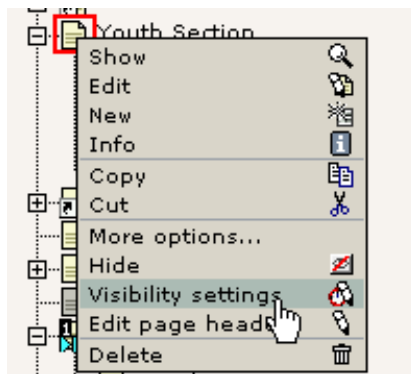 Youth Section
Show
Edit
New
Info
Copy
Cut
More options...
Hide
Visibility settings
Edit page head
Delete